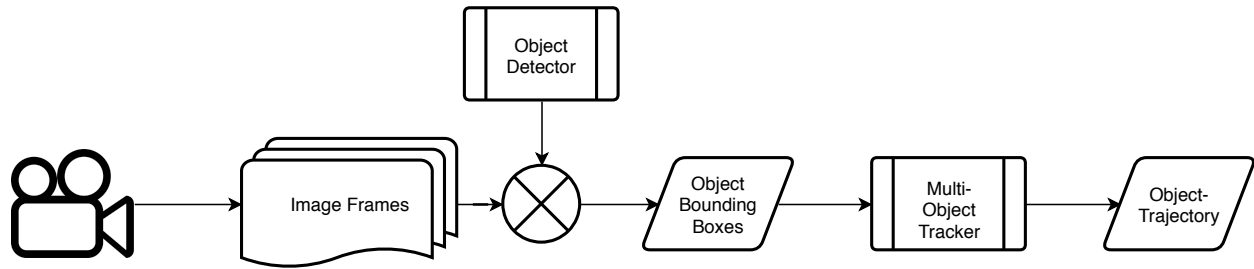 Object
Detector
Image Frames
Object
Bounding
Boxes
Multi-
Object
Tracker
Object-
Trajectory